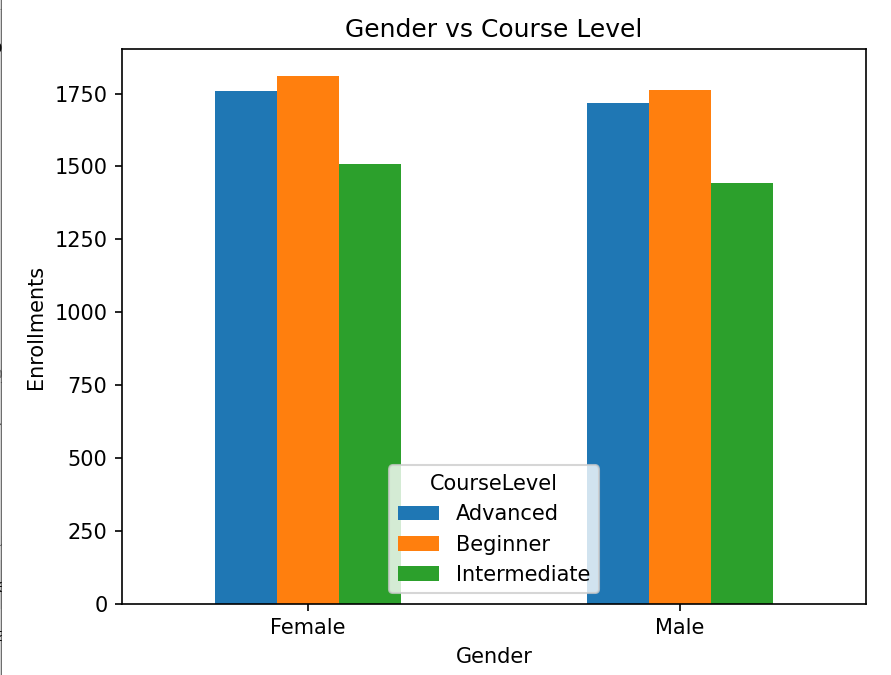 Gender vs Course Level
1750
1500
1250
1000
750
500
250
0
Enrollments
CourseLevel
Advanced
Beginner
Intermediate
Female
Male
Gender